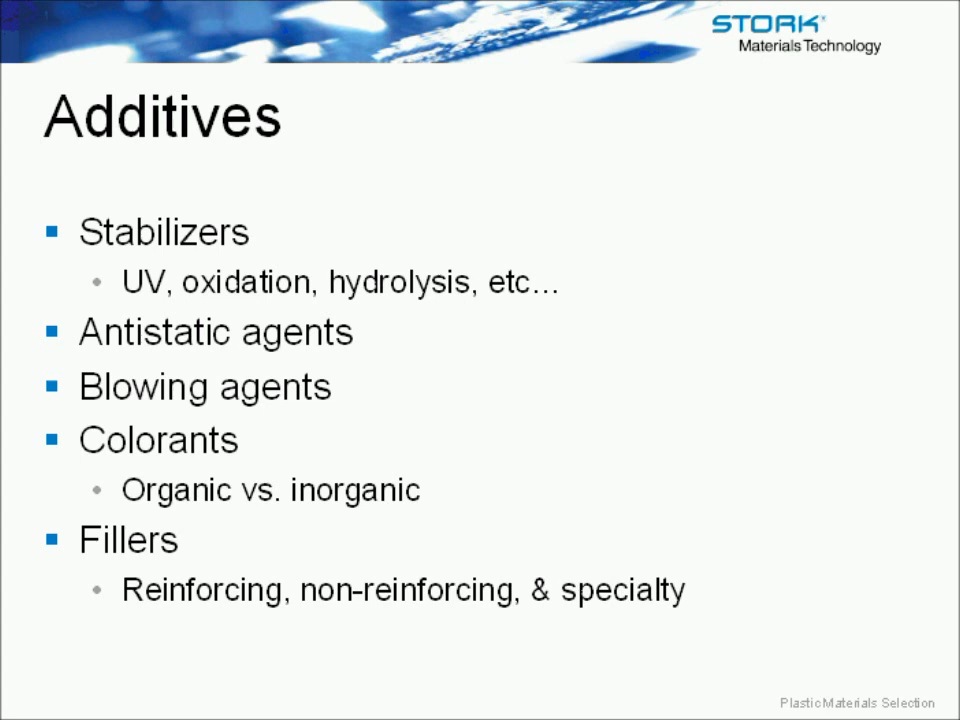 STORK
Materials Technology
Additives
Stabilizers
UV, oxidation, hydrolysis, etc...
Antistatic agents
Blowing agents
Colorants
Organic vs. inorganic
Fillers
Reinforcing, non-reinforcing, & specialty
Plastic Materials Selection